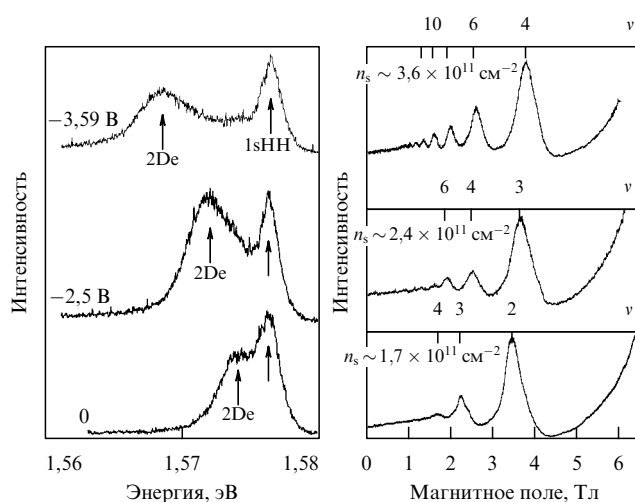 −3,59 В
2De
1sHH
−2,5 В
2De
0
2De
Интенсивность
1,56
1,57
1,58
Энергия, эВ
10
6
4
ν
n_s ∼ 3,6 × 10^11 см^−2
6
4
3
ν
n_s ∼ 2,4 × 10^11 см^−2
4
3
2
ν
n_s ∼ 1,7 × 10^11 см^−2
Интенсивность
0 1 2 3 4 5 6
Магнитное поле, Тл